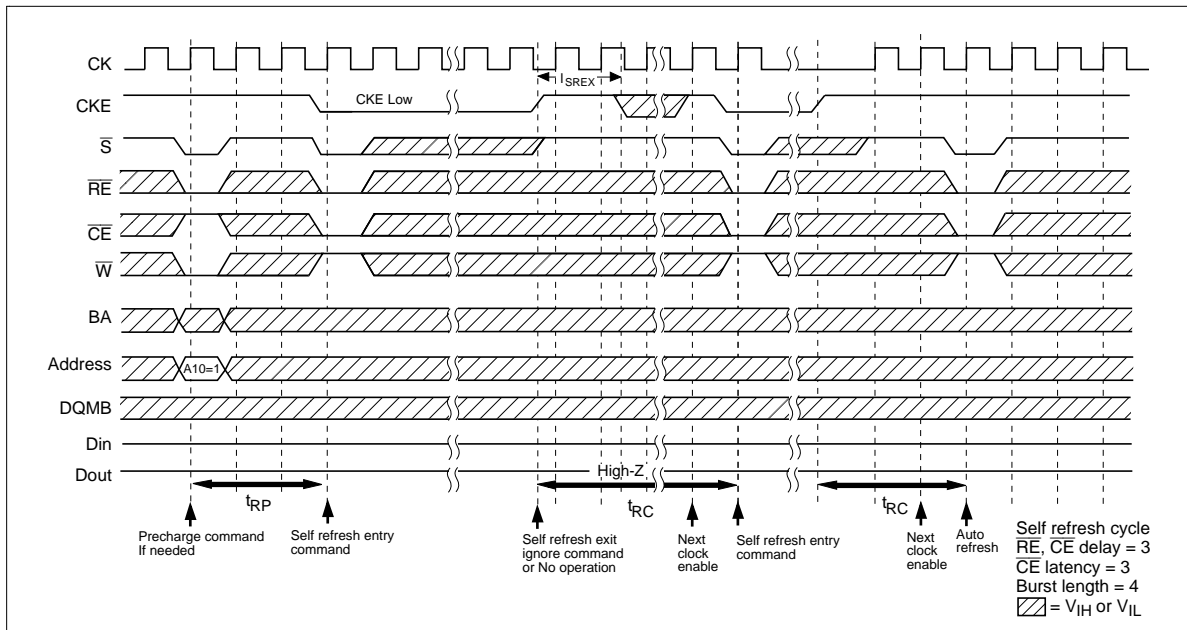 CK
l SREX
CKE
CKE Low
S
RE
CE
W
BA
Address
A10=1
DQMB
Din
Dout
High-Z
tRP
tRC
tRC
Precharge command
If needed
Self refresh entry
command
Self refresh exit
ignore command
or No operation
Next
clock
enable
Self refresh entry
command
Next
clock
enable
Auto
refresh
Self refresh cycle
RE, CE delay = 3
CE latency = 3
Burst length = 4
= VIH or VIL